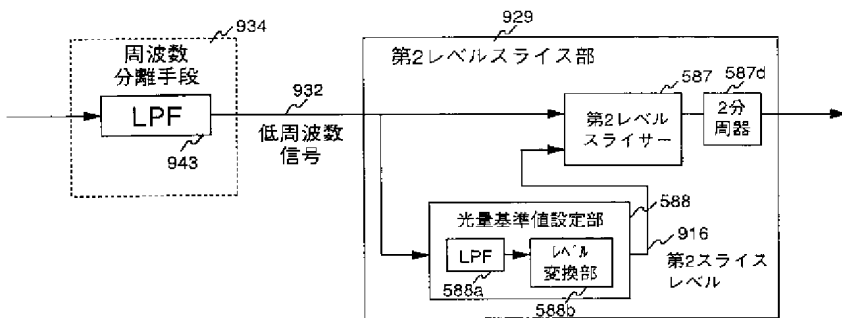 934
周波数
分離手段
LPF
943
932
低周波数
信号
929
第2レベルスライス部
587
587d
第2レベル
スライサー
2分
周器
588
光量基準値設定部
LPF
588a
レベル
変換部
588b
916
第2スライス
レベル